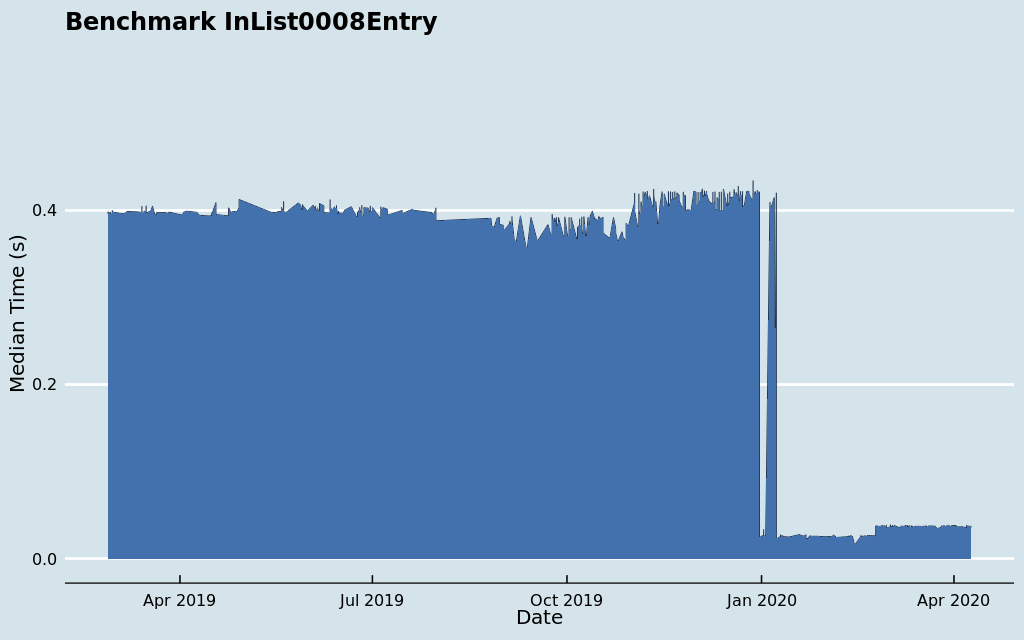 Benchmark InList0008Entry
Median Time (s)
0.4
0.2
0.0
Apr 2019
Jul 2019
Oct 2019
Jan 2020
Apr 2020
Date